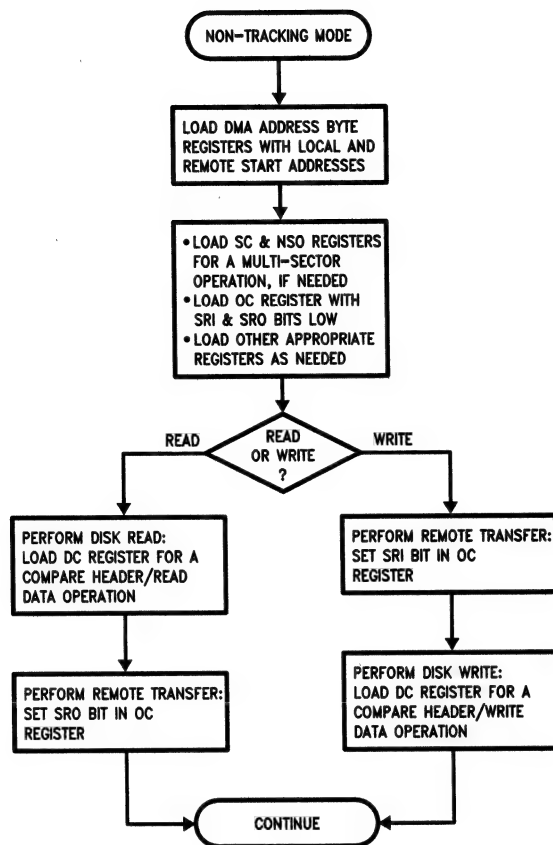 NON-TRACKING MODE
LOAD DMA ADDRESS BYTE
REGISTERS WITH LOCAL AND
REMOTE START ADDRESSES
•LOAD SC & NSO REGISTERS
FOR A MULTI-SECTOR
OPERATION, IF NEEDED
•LOAD OC REGISTER WITH
SRI & SRO BITS LOW
•LOAD OTHER APPROPRIATE
REGISTERS AS NEEDED
READ
READ
OR WRITE
?
WRITE
PERFORM DISK READ:
LOAD DC REGISTER FOR A
COMPARE HEADER/READ
DATA OPERATION
PERFORM REMOTE TRANSFER:
SET SRO BIT IN OC
REGISTER
PERFORM REMOTE TRANSFER:
SET SRI BIT IN OC
REGISTER
PERFORM DISK WRITE:
LOAD DC REGISTER FOR A
COMPARE HEADER/WRITE
DATA OPERATION
CONTINUE